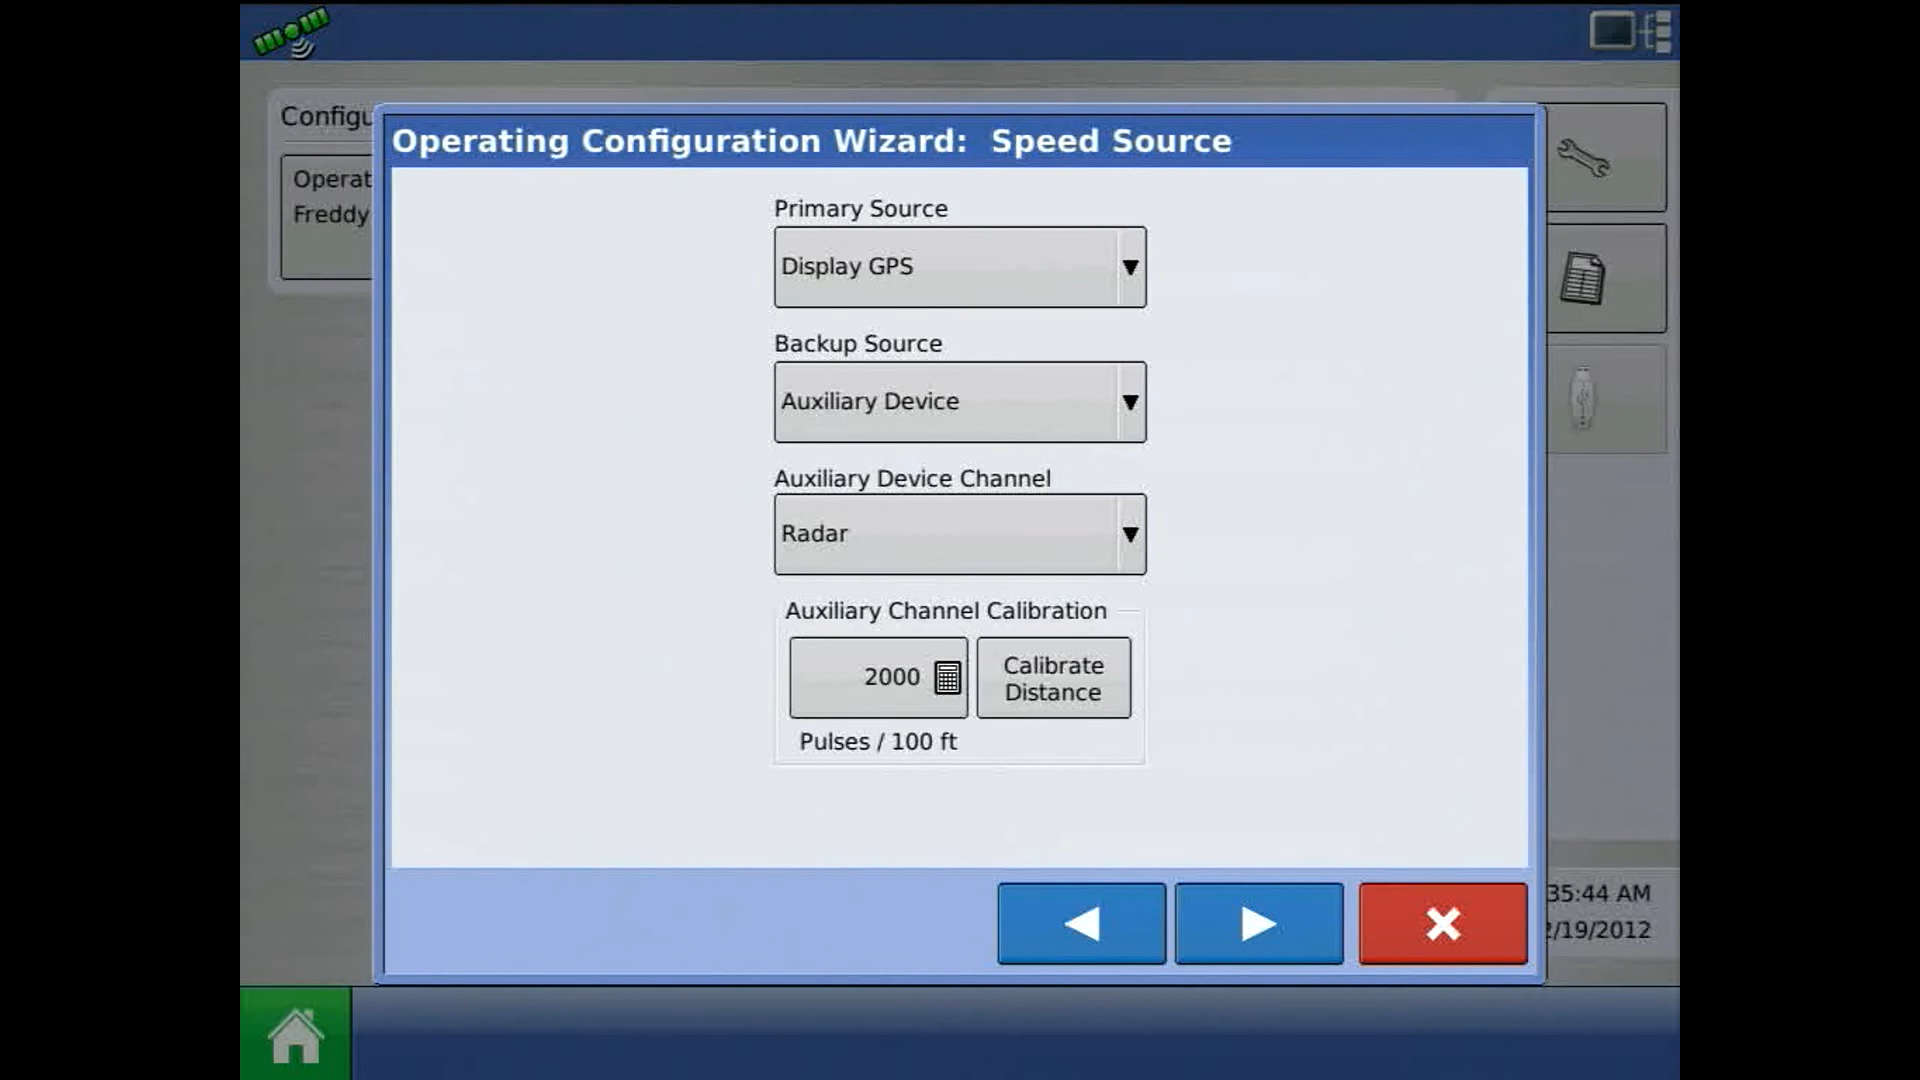 Configu
Operating Configuration Wizard: Speed Source
Operat
Freddy
Primary Source
Display GPS
Backup Source
Auxiliary Device
Auxiliary Device Channel
Radar
Auxiliary Channel Calibration
2000
Calibrate
Distance
Pulses / 100 ft
35:44 AM
2/19/2012